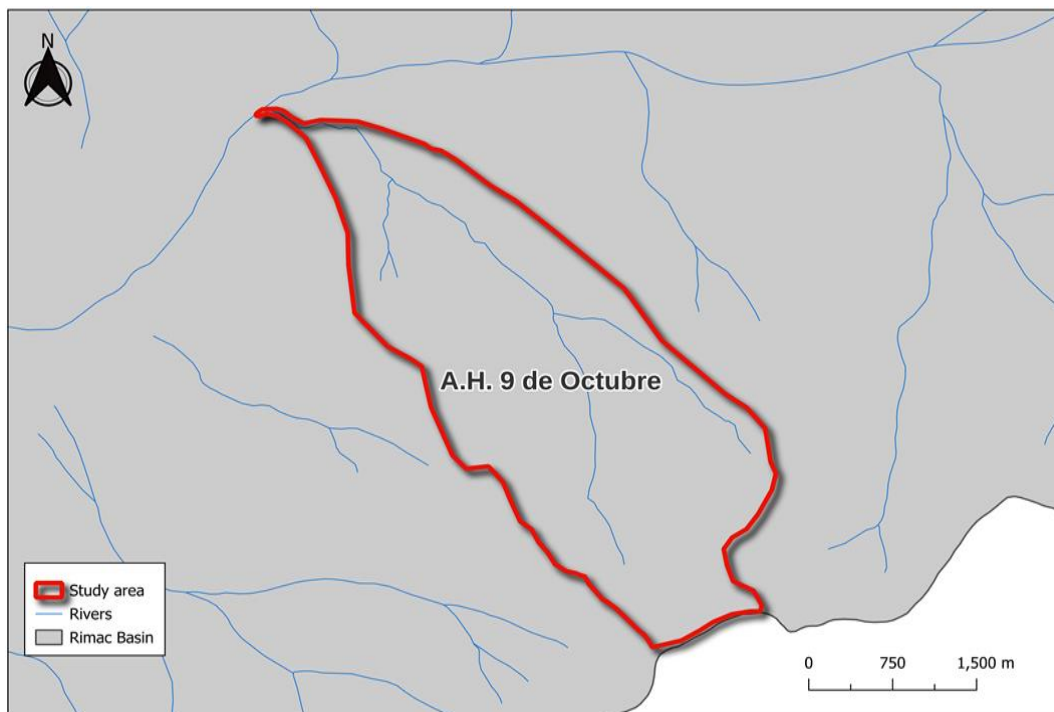 N
A.H. 9 de Octubre
Study area
Rivers
Rimac Basin
0 750 1,500 m